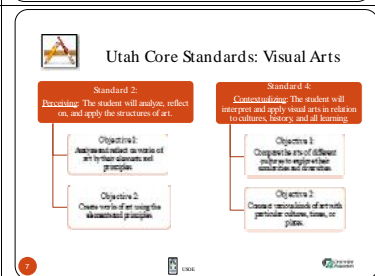 Utah Core Standards: Visual Arts
Standard 2:
Perceiving: The student will analyze, reflect
on, and apply the structures of art.
Objective 1:
Analyze and reflect on works of
art by their elements and
principles.
Objective 2:
Create works of art using the
elements and principles.
Standard 4:
Contextualizing: The student will
interpret and apply visual arts in relation
to cultures, history, and all learning.
Objective 1:
Compare the arts of different
cultures to explore their
similarities and diversities.
Objective 2:
Connect various kinds of art with
particular cultures, times, or
places.
7
USOE